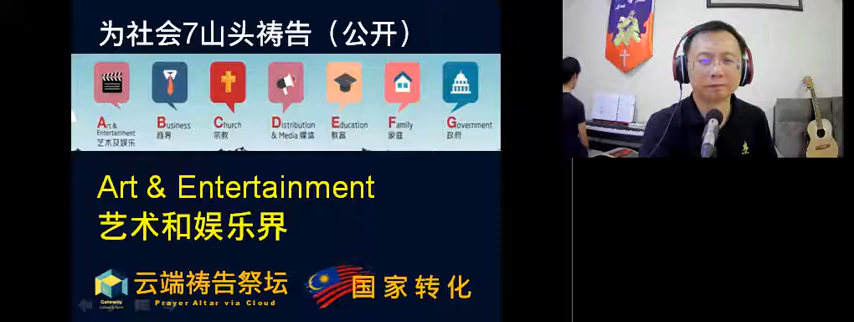 为社会7山头祷告（公开）
Art & Entertainment
艺术及娱乐
Business
商界
Church
宗教
Distribution & Media 媒体
Education
教育
Family
家庭
Government
政府
Art & Entertainment
艺术和娱乐界
云端祷告祭坛
Prayer Altar via Cloud
Gateway
国家转化